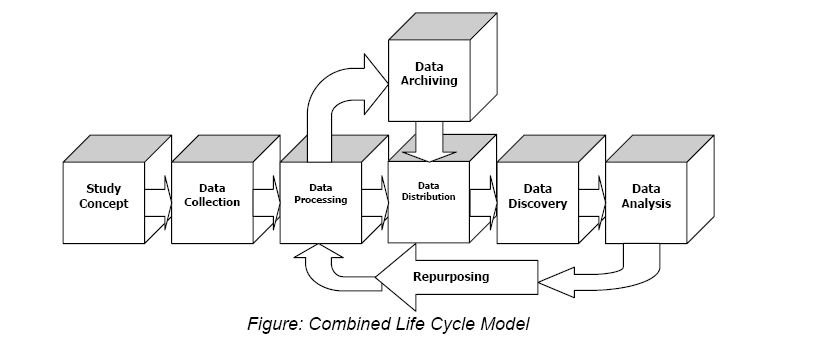 Data
Archiving
Study
Concept
Data
Collection
Data
Processing
Data
Distribution
Data
Discovery
Data
Analysis
Repurposing
Figure: Combined Life Cycle Model